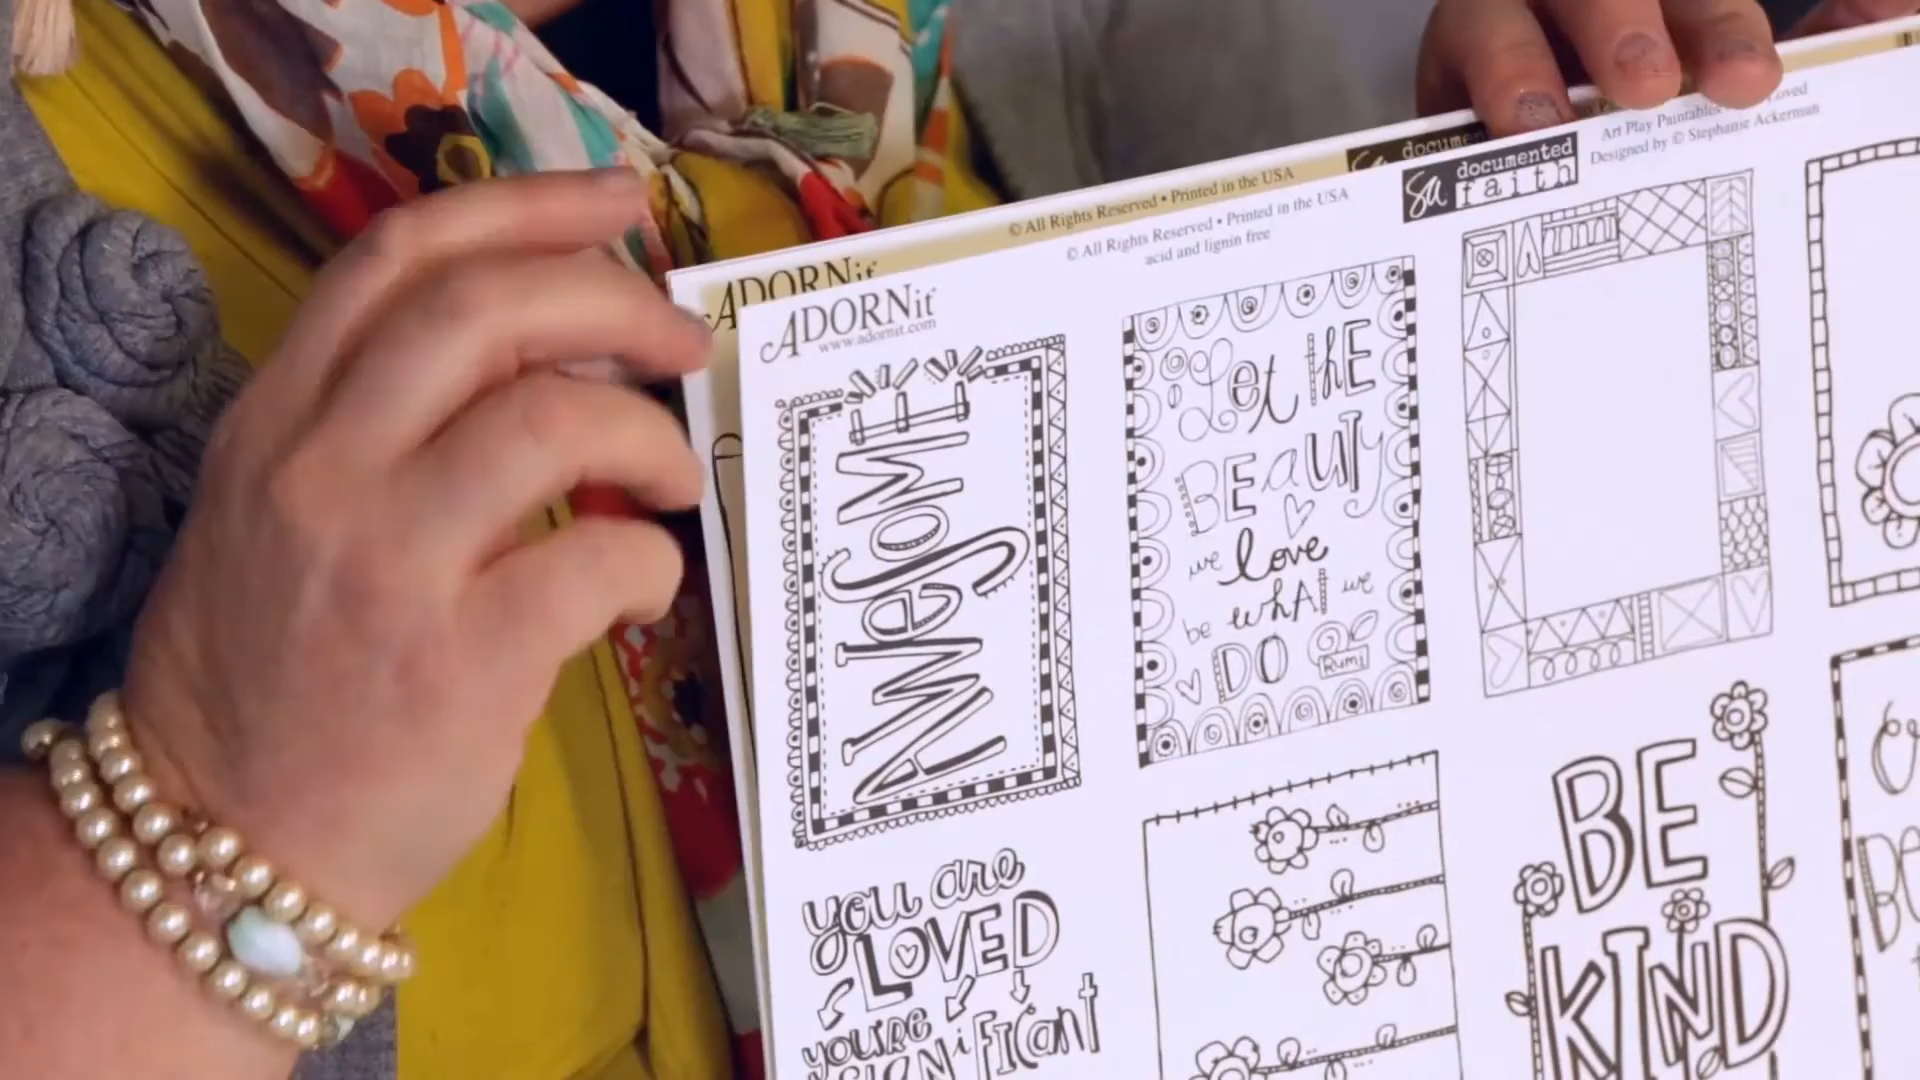 ADORNit
© All Rights Reserved • Printed in the USA
docume
ADORNit
www.adornit.com
© All Rights Reserved • Printed in the USA
acid and lignin free
sa documented
faith
Art Play Paintables
Designed by © Stephanie Ackerman
AWESOME
Let tHE
BEauTy
we love
be whAt we
DO
Rumi
you are
LOVED
you're
SIGNiFICant
BE
KIND